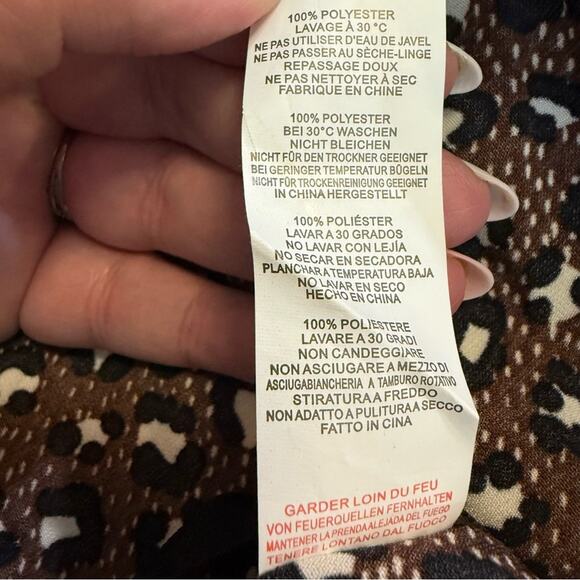 100% POLYESTER
LAVAGE À 30 °C
NE PAS UTILISER D'EAU DE JAVEL
NE PAS PASSER AU SÈCHE-LINGE
REPASSAGE DOUX
NE PAS NETTOYER À SEC
FABRIQUE EN CHINE
100% POLYESTER
BEI 30°C WASCHEN
NICHT BLEICHEN
NICHT FÜR DEN TROCKNER GEEIGNET
BEI GERINGER TEMPERATUR BÜGELN
NICHT FÜR TROCKENREINIGUNG GEEIGNET
IN CHINA HERGESTELLT
100% POLIÉSTER
LAVAR A 30 GRADOS
NO LAVAR CON LEJÍA
NO SECAR EN SECADORA
PLANCHAR A TEMPERATURA BAJA
NO LAVAR EN SECO
HECHO EN CHINA
100% POLIESTERE
LAVARE A 30 GRADI
NON CANDEGGIARE
NON ASCIUGARE A MEZZO DI
ASCIUGABIANCHERIA A TAMBURO ROTATIVO
STIRATURA A FREDDO
NON ADATTO A PULITURA A SECCO
FATTO IN CINA
GARDER LOIN DU FEU
VON FEUERQUELLEN FERNHALTEN
MANTENER LA PRENDA ALEJADA DEL FUEGO
TENERE LONTANO DAL FUOCO